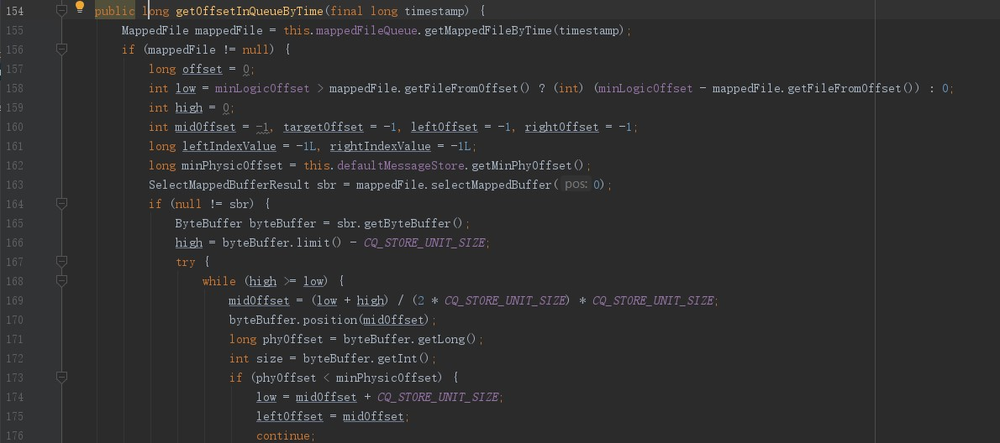 154 public long getOffsetInQueueByTime(final long timestamp) {
155 MappedFile mappedFile = this.mappedFileQueue.getMappedFileByTime(timestamp);
156 if (mappedFile != null) {
157 long offset = 0;
158 int low = minLogicOffset > mappedFile.getFileFromOffset() ? (int) (minLogicOffset - mappedFile.getFileFromOffset()) : 0;
159 int high = 0;
160 int midOffset = -1, targetOffset = -1, leftOffset = -1, rightOffset = -1;
161 long leftIndexValue = -1L, rightIndexValue = -1L;
162 long minPhysicOffset = this.defaultMessageStore.getMinPhyOffset();
163 SelectMappedBufferResult sbr = mappedFile.selectMappedBuffer( pos: 0);
164 if (null != sbr) {
165 ByteBuffer byteBuffer = sbr.getByteBuffer();
166 high = byteBuffer.limit() - CQ_STORE_UNIT_SIZE;
167 try {
168 while (high >= low) {
169 midOffset = (low + high) / (2 * CQ_STORE_UNIT_SIZE) * CQ_STORE_UNIT_SIZE;
170 byteBuffer.position(midOffset);
171 long phyOffset = byteBuffer.getLong();
172 int size = byteBuffer.getInt();
173 if (phyOffset < minPhysicOffset) {
174 low = midOffset + CQ_STORE_UNIT_SIZE;
175 leftOffset = midOffset;
176 continue;